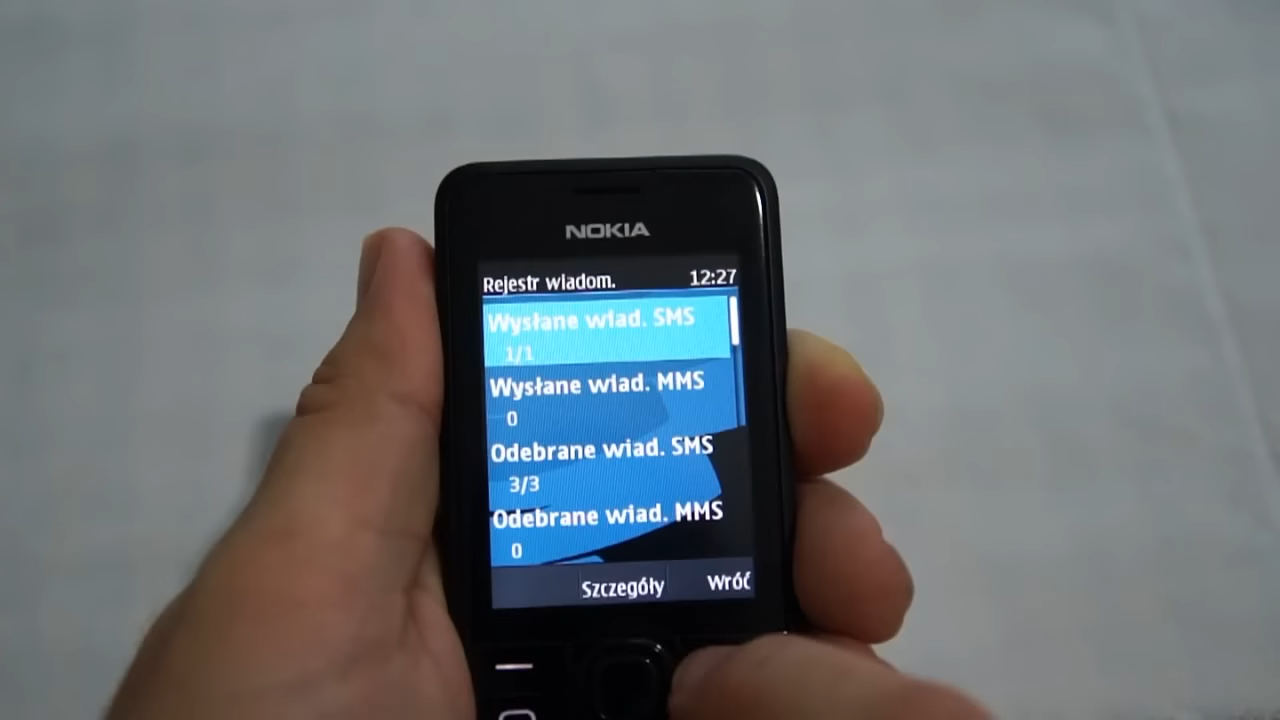 NOKIA
Rejestr wiadom. 12:27
Wysłane wiad. SMS
1/1
Wysłane wiad. MMS
0
Odebrane wiad. SMS
3/3
Odebrane wiad. MMS
0
Szczegóły Wróć